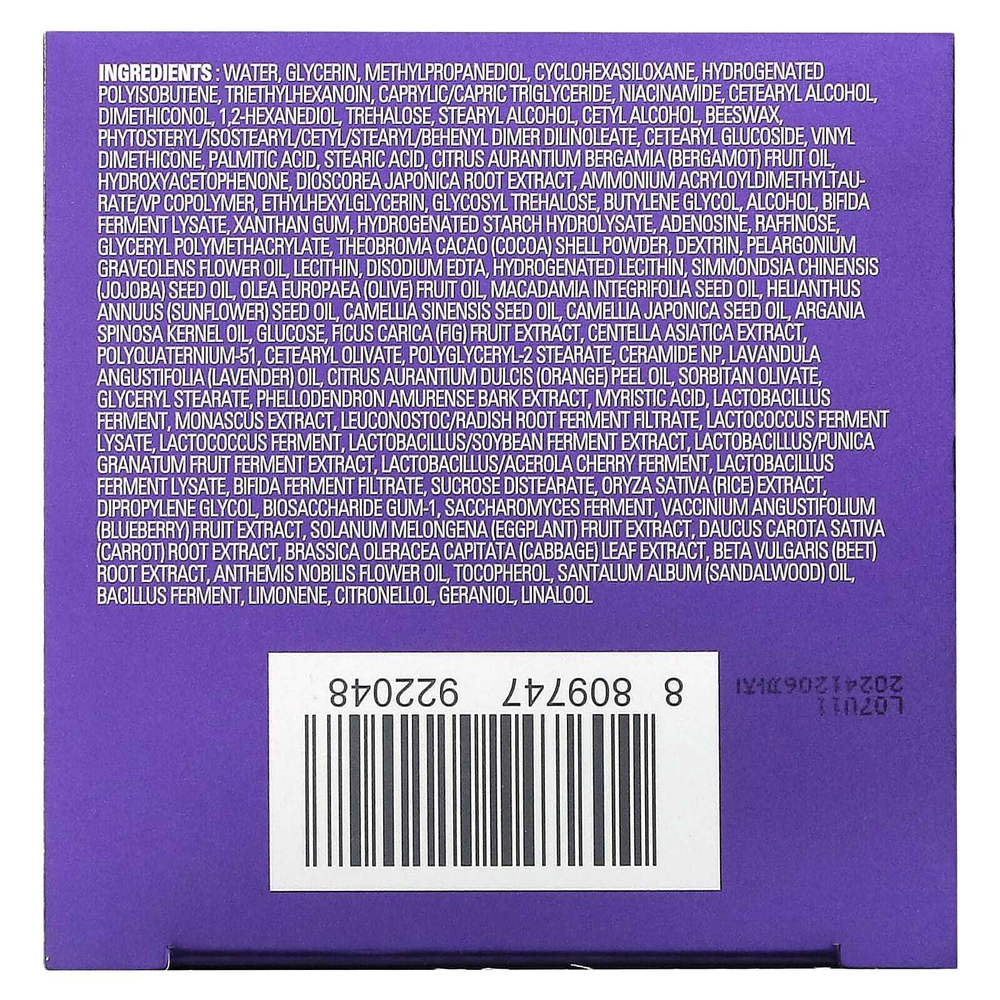 INGREDIENTS : WATER, GLYCERIN, METHYLPROPANEDIOL, CYCLOHEXASILOXANE, HYDROGENATED
POLYISOBUTENE, TRIETHYLHEXANOIN, CAPRYLIC/CAPRIC TRIGLYCERIDE, NIACINAMIDE, CETEARYL ALCOHOL,
DIMETHICONOL, 1,2-HEXANEDIOL, TREHALOSE, STEARYL ALCOHOL, CETYL ALCOHOL, BEESWAX,
PHYTOSTERYL/ISOSTEARYL/CETYL/STEARYL/BEHENYL DIMER DILINOLEATE, CETEARYL GLUCOSIDE, VINYL
DIMETHICONE, PALMITIC ACID, STEARIC ACID, CITRUS AURANTIUM BERGAMIA (BERGAMOT) FRUIT OIL,
HYDROXYACETOPHENONE, DIOSCOREA JAPONICA ROOT EXTRACT, AMMONIUM ACRYLOYLDIMETHYLTAU-
RATE/VP COPOLYMER, ETHYLHEXYLGLYCERIN, GLYCOSYL TREHALOSE, BUTYLENE GLYCOL, ALCOHOL, BIFIDA
FERMENT LYSATE, XANTHAN GUM, HYDROGENATED STARCH HYDROLYSATE, ADENOSINE, RAFFINOSE,
GLYCERYL POLYMETHACRYLATE, THEOBROMA CACAO (COCOA) SHELL POWDER, DEXTRIN, PELARGONIUM
GRAVEOLENS FLOWER OIL, LECITHIN, DISODIUM EDTA, HYDROGENATED LECITHIN, SIMMONDSIA CHINENSIS
(JOJOBA) SEED OIL, OLEA EUROPAEA (OLIVE) FRUIT OIL, MACADAMIA INTEGRIFOLIA SEED OIL, HELIANTHUS
ANNUUS (SUNFLOWER) SEED OIL, CAMELLIA SINENSIS SEED OIL, CAMELLIA JAPONICA SEED OIL, ARGANIA
SPINOSA KERNEL OIL, GLUCOSE, FICUS CARICA (FIG) FRUIT EXTRACT, CENTELLA ASIATICA EXTRACT,
POLYQUATERNIUM-51, CETEARYL OLIVATE, POLYGLYCERYL-2 STEARATE, CERAMIDE NP, LAVANDULA
ANGUSTIFOLIA (LAVENDER) OIL, CITRUS AURANTIUM DULCIS (ORANGE) PEEL OIL, SORBITAN OLIVATE,
GLYCERYL STEARATE, PHELLODENDRON AMURENSE BARK EXTRACT, MYRISTIC ACID, LACTOBACILLUS
FERMENT, MONASCUS EXTRACT, LEUCONOSTOC/RADISH ROOT FERMENT FILTRATE, LACTOCOCCUS FERMENT
LYSATE, LACTOCOCCUS FERMENT, LACTOBACILLUS/SOYBEAN FERMENT EXTRACT, LACTOBACILLUS/PUNICA
GRANATUM FRUIT FERMENT EXTRACT, LACTOBACILLUS/ACEROLA CHERRY FERMENT, LACTOBACILLUS
FERMENT LYSATE, BIFIDA FERMENT FILTRATE, SUCROSE DISTEARATE, ORYZA SATIVA (RICE) EXTRACT,
DIPROPYLENE GLYCOL, BIOSACCHARIDE GUM-1, SACCHAROMYCES FERMENT, VACCINIUM ANGUSTIFOLIUM
(BLUEBERRY) FRUIT EXTRACT, SOLANUM MELONGENA (EGGPLANT) FRUIT EXTRACT, DAUCUS CAROTA SATIVA
(CARROT) ROOT EXTRACT, BRASSICA OLERACEA CAPITATA (CABBAGE) LEAF EXTRACT, BETA VULGARIS (BEET)
ROOT EXTRACT, ANTHEMIS NOBILIS FLOWER OIL, TOCOPHEROL, SANTALUM ALBUM (SANDALWOOD) OIL,
BACILLUS FERMENT, LIMONENE, CITRONELLOL, GERANIOL, LINALOOL
8 809747 922048
L07U11
20241206까지